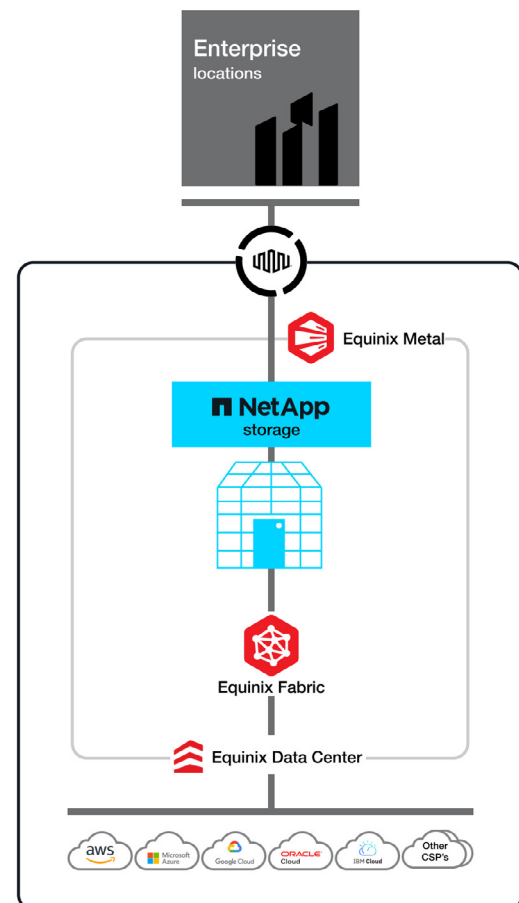 Enterprise
locations
Equinix Metal
NetApp
storage
Equinix Fabric
Equinix Data Center
aws
Microsoft
Azure
Google Cloud
ORACLE
Cloud
IBM Cloud
Other
CSP's